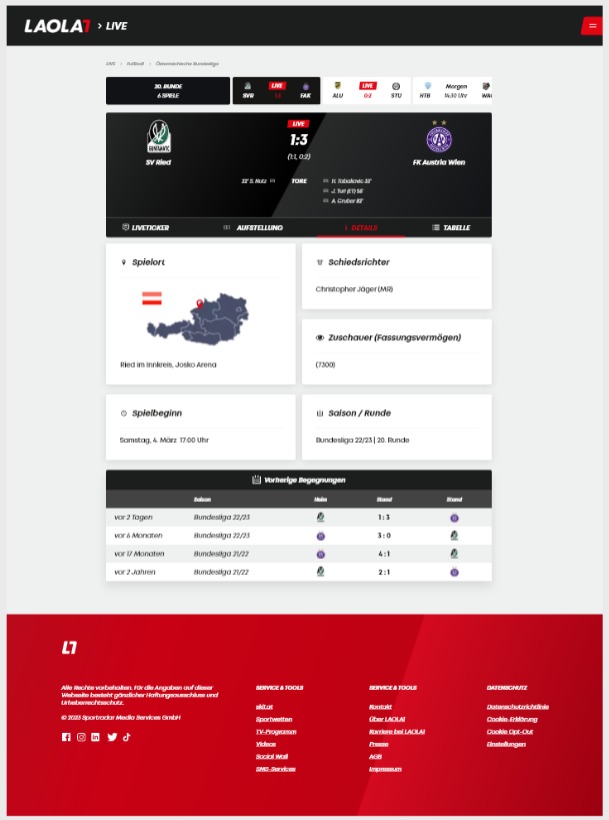 LAOLA1 > LIVE
LIVE > Fußball > Österreichische Bundesliga
20. RUNDE
6 SPIELE
LIVE
SVR 1:3 FAK
LIVE
ALU 0:2 STU
Morgen
HTB 14:30 Uhr WAC
LIVE
1:3
(1:1, 0:2)
SV Ried
FK Austria Wien
22' S. Nutz
TORE
H. Tabakovic 33'
J. Turi (ET) 56'
A. Gruber 82'
LIVETICKER
AUFSTELLUNG
DETAILS
TABELLE
Spielort
Ried im Innkreis, Josko Arena
Schiedsrichter
Christopher Jäger (MR)
Zuschauer (Fassungsvermögen)
(7300)
Spielbeginn
Samstag, 4. März 17:00 Uhr
Saison / Runde
Bundesliga 22/23 | 20. Runde
Vorherige Begegnungen
Saison Heim Stand Stand
vor 2 Tagen Bundesliga 22/23 1 : 3
vor 6 Monaten Bundesliga 22/23 3 : 0
vor 17 Monaten Bundesliga 21/22 4 : 1
vor 2 Jahren Bundesliga 21/22 2 : 1
L1
Alle Rechte vorbehalten. Für die Angaben auf dieser
Webseite besteht gänzlicher Haftungsausschluss und
Urheberrechtsschutz.
© 2023 Sportradar Media Services GmbH
SERVICE & TOOLS
ski1.at
Sportwetten
TV-Programm
Videos
Social Wall
SMS-Services
SERVICE & TOOLS
Kontakt
Über LAOLA1
Karriere bei LAOLA1
Presse
AGB
Impressum
DATENSCHUTZ
Datenschutzrichtlinie
Cookie-Erklärung
Cookie Opt-Out
Einstellungen